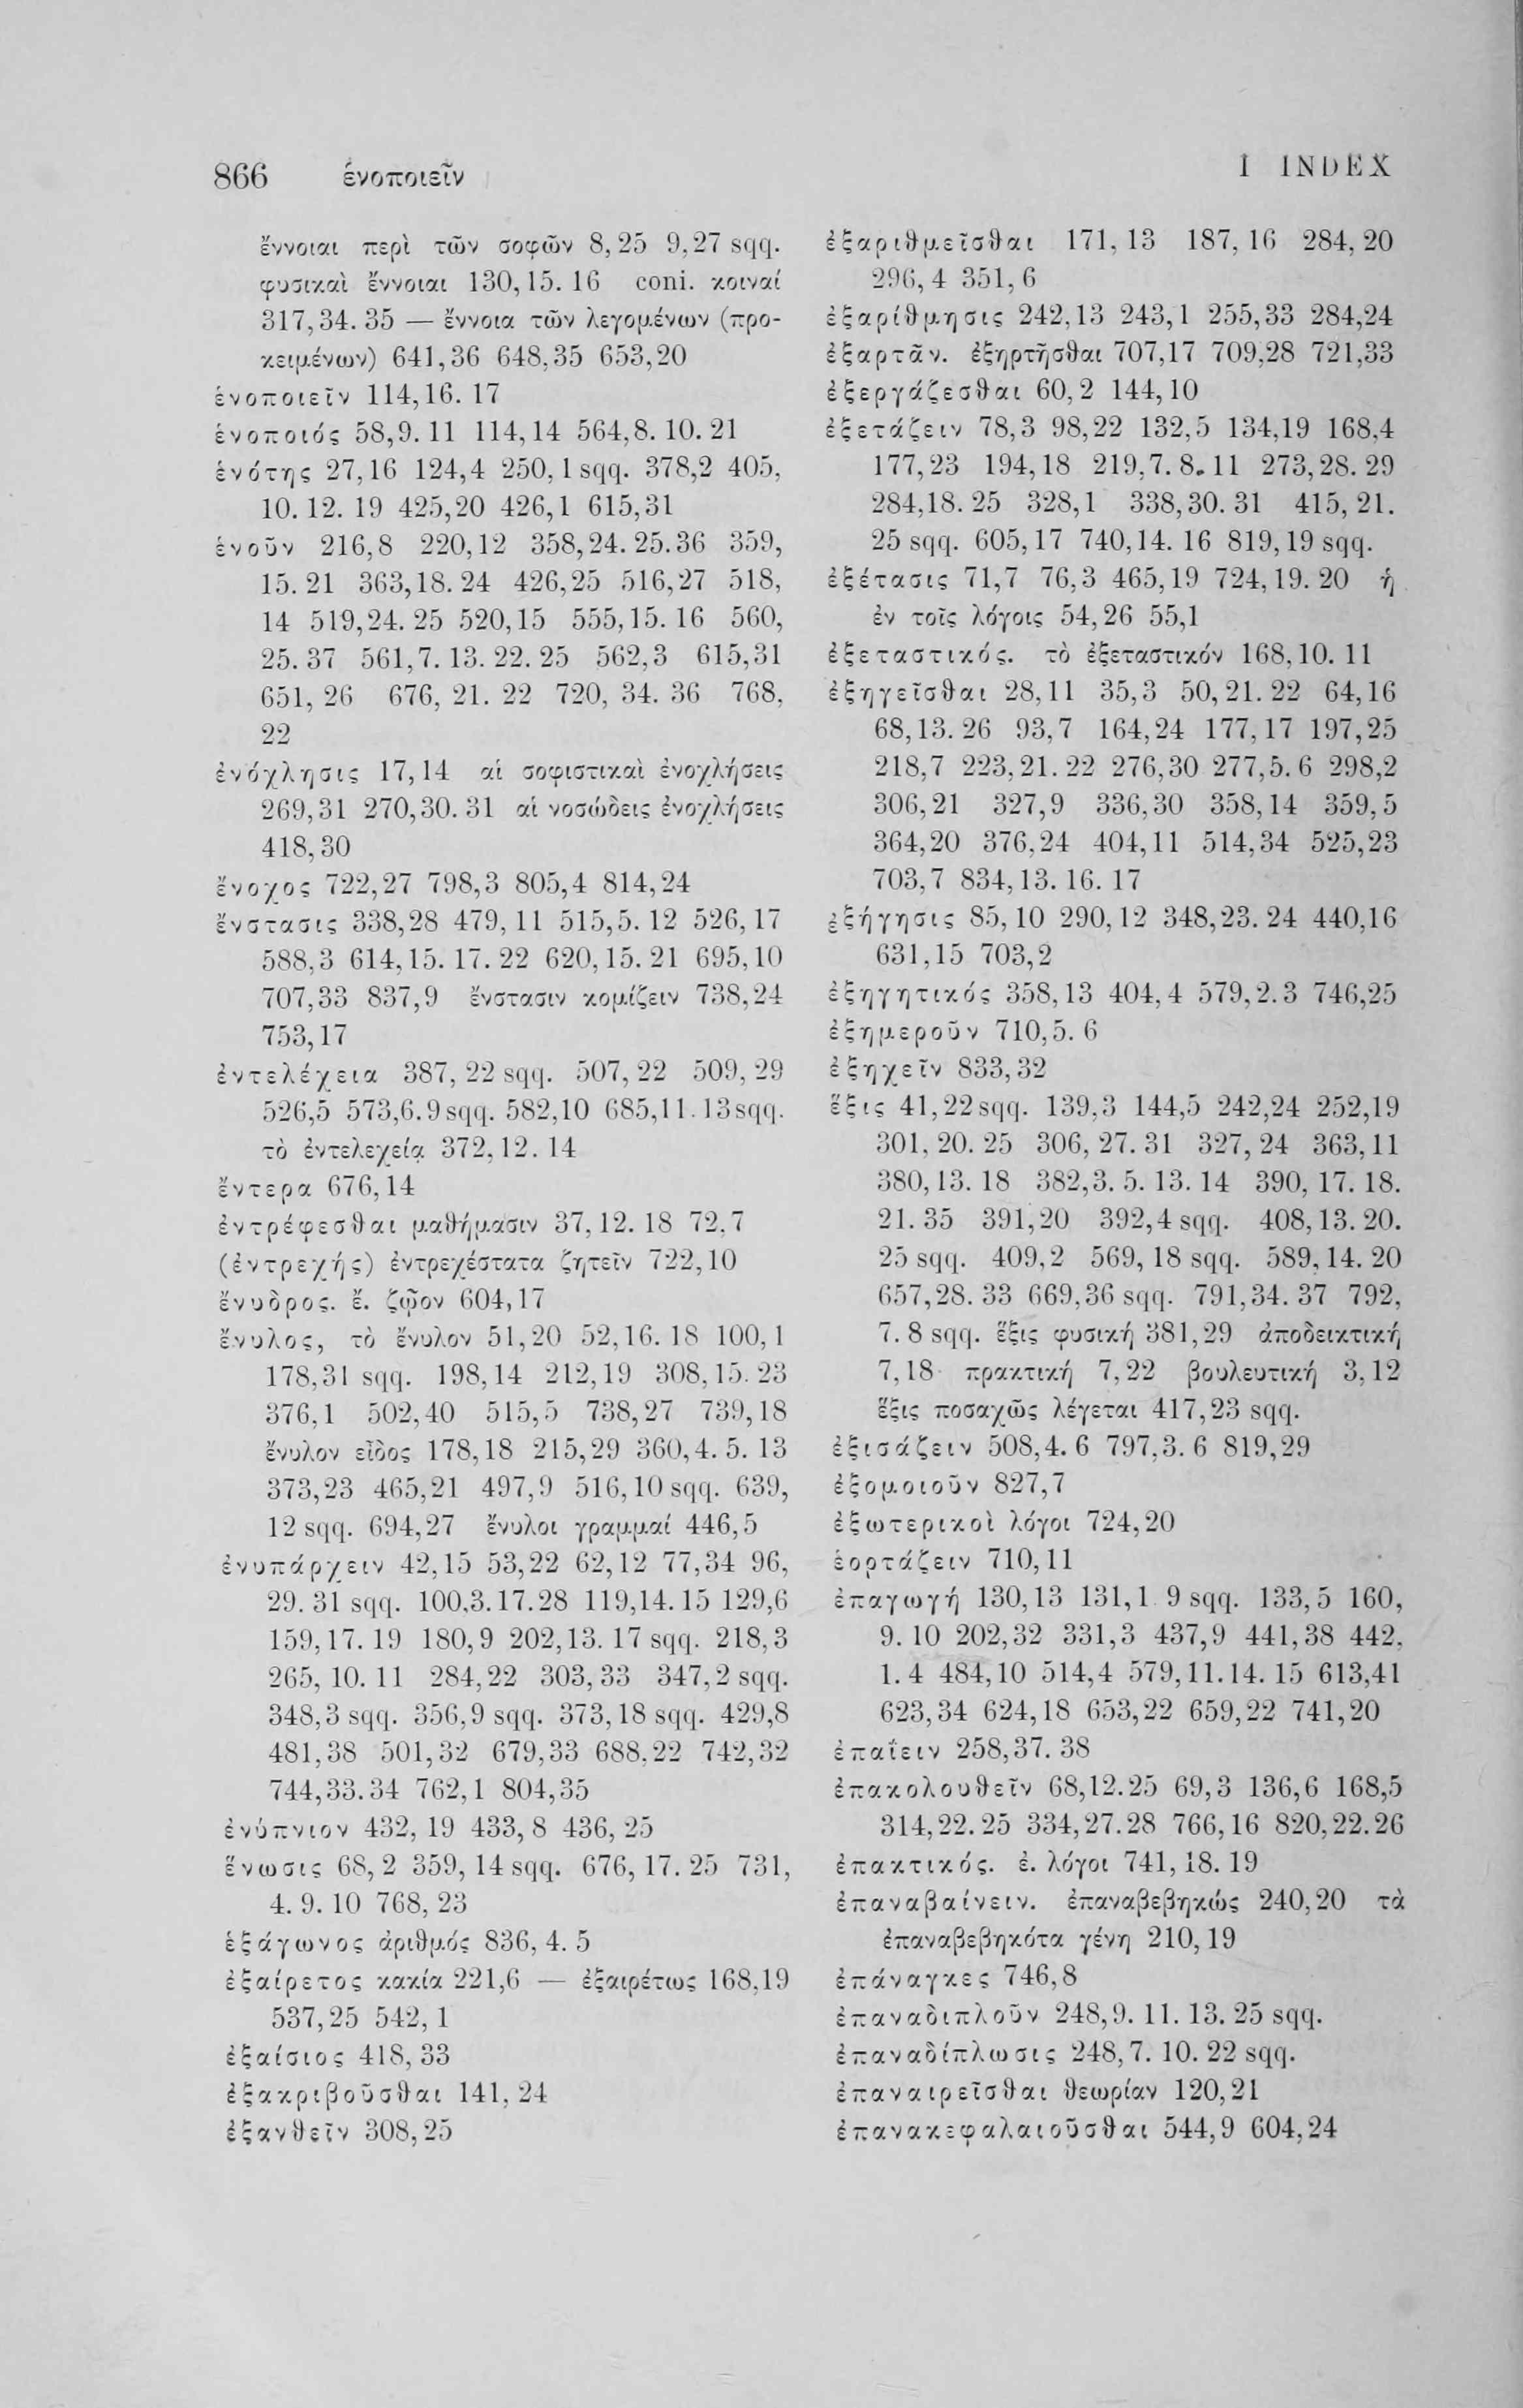 866 ἑνοποιεῖν
I INDEX
ἔννοιαι περὶ τῶν σοφῶν 8,25 9,27 sqq.
φυσικαὶ ἔννοιαι 130,15. 16 coni. κοιναί
317,34. 35 — ἔννοια τῶν λεγομένων (προ-
κειμένων) 641,36 648,35 653,20
ἑνοποιεῖν 114,16. 17
ἑνοποιός 58,9. 11 114,14 564,8. 10. 21
ἑνότης 27,16 124,4 250,1 sqq. 378,2 405,
10. 12. 19 425,20 426,1 615,31
ἑνοῦν 216,8 220,12 358,24. 25.36 359,
15. 21 363,18. 24 426,25 516,27 518,
14 519,24. 25 520,15 555,15. 16 560,
25. 37 561,7. 13. 22. 25 562,3 615,31
651, 26 676, 21. 22 720, 34. 36 768,
22
ἐνόχλησις 17,14 αἱ σοφιστικαὶ ἐνοχλήσεις
269,31 270,30. 31 αἱ νοσώδεις ἐνοχλήσεις
418,30
ἔνοχος 722,27 798,3 805,4 814,24
ἔνστασις 338,28 479, 11 515,5. 12 526,17
588,3 614,15. 17. 22 620,15. 21 695,10
707,33 837,9 ἔνστασιν κομίζειν 738,24
753,17
ἐντελέχεια 387, 22 sqq. 507, 22 509, 29
526,5 573,6.9sqq. 582,10 685,11. 13sqq.
τὸ ἐντελεχείᾳ 372,12. 14
ἔντερα 676,14
ἐντρέφεσθαι μαθήμασιν 37,12. 18 72,7
(ἐντρεχής) ἐντρεχέστατα ζητεῖν 722,10
ἔνυδρος. ἔ. ζῷον 604,17
ἔνυλος, τὸ ἔνυλον 51,20 52,16. 18 100,1
178,31 sqq. 198,14 212,19 308,15. 23
376,1 502,40 515,5 738,27 739,18
ἔνυλον εἶδος 178,18 215,29 360,4. 5. 13
373,23 465,21 497,9 516,10 sqq. 639,
12 sqq. 694,27 ἔνυλοι γραμμαί 446,5
ἐνυπάρχειν 42,15 53,22 62,12 77,34 96,
29. 31 sqq. 100,3.17.28 119,14. 15 129,6
159,17. 19 180,9 202,13. 17 sqq. 218,3
265, 10. 11 284,22 303,33 347,2 sqq.
348,3 sqq. 356,9 sqq. 373,18 sqq. 429,8
481,38 501,32 679,33 688,22 742,32
744,33.34 762,1 804,35
ἐνύπνιον 432, 19 433, 8 436, 25
ἕνωσις 68, 2 359, 14 sqq. 676, 17. 25 731,
4. 9. 10 768, 23
ἑξάγωνος ἀριθμός 836, 4. 5
ἐξαίρετος κακία 221,6 — ἐξαιρέτως 168,19
537,25 542, 1
ἐξαίσιος 418, 33
ἐξακριβοῦσθαι 141, 24
ἐξανθεῖν 308,25
ἐξαριθμεῖσθαι 171, 13 187, 16 284, 20
296, 4 351, 6
ἐξαρίθμησις 242,13 243,1 255,33 284,24
ἐξαρτᾶν. ἐξηρτῆσθαι 707,17 709,28 721,33
ἐξεργάζεσθαι 60,2 144,10
ἐξετάζειν 78,3 98,22 132,5 134,19 168,4
177,23 194,18 219,7. 8. 11 273,28. 29
284,18. 25 328,1 338,30. 31 415, 21.
25 sqq. 605,17 740,14. 16 819,19 sqq.
ἐξέτασις 71,7 76,3 465,19 724,19. 20 ἡ
ἐν τοῖς λόγοις 54,26 55,1
ἐξεταστικός. τὸ ἐξεταστικόν 168,10. 11
ἐξηγεῖσθαι 28,11 35,3 50,21. 22 64,16
68,13. 26 93,7 164,24 177,17 197,25
218,7 223,21. 22 276,30 277,5. 6 298,2
306,21 327,9 336,30 358,14 359,5
364,20 376,24 404,11 514,34 525,23
703,7 834,13. 16. 17
ἐξήγησις 85,10 290,12 348,23. 24 440,16
631,15 703,2
ἐξηγητικός 358,13 404,4 579,2.3 746,25
ἐξημεροῦν 710,5. 6
ἐξηχεῖν 833,32
ἕξις 41,22sqq. 139,3 144,5 242,24 252,19
301, 20. 25 306, 27. 31 327, 24 363,11
380,13. 18 382,3. 5. 13. 14 390, 17. 18.
21. 35 391,20 392,4 sqq. 408,13. 20.
25 sqq. 409,2 569, 18 sqq. 589,14. 20
657,28. 33 669,36 sqq. 791,34. 37 792,
7. 8 sqq. ἕξις φυσική 381,29 ἀποδεικτική
7,18 πρακτική 7,22 βουλευτική 3,12
ἕξις ποσαχῶς λέγεται 417,23 sqq.
ἐξισάζειν 508,4. 6 797,3. 6 819,29
ἐξομοιοῦν 827,7
ἐξωτερικοὶ λόγοι 724,20
ἑορτάζειν 710,11
ἐπαγωγή 130,13 131,1 9 sqq. 133,5 160,
9. 10 202,32 331,3 437,9 441,38 442,
1. 4 484,10 514,4 579,11.14. 15 613,41
623,34 624,18 653,22 659,22 741,20
ἐπαΐειν 258,37. 38
ἐπακολουθεῖν 68,12.25 69,3 136,6 168,5
314,22. 25 334,27.28 766,16 820,22.26
ἐπακτικός. ἐ. λόγοι 741, 18. 19
ἐπαναβαίνειν. ἐπαναβεβηκώς 240,20 τὰ
ἐπαναβεβηκότα γένη 210,19
ἐπάναγκες 746,8
ἐπαναδιπλοῦν 248,9. 11. 13. 25 sqq.
ἐπαναδίπλωσις 248,7. 10. 22 sqq.
ἐπαναιρεῖσθαι θεωρίαν 120,21
ἐπανακεφαλαιοῦσθαι 544,9 604,24